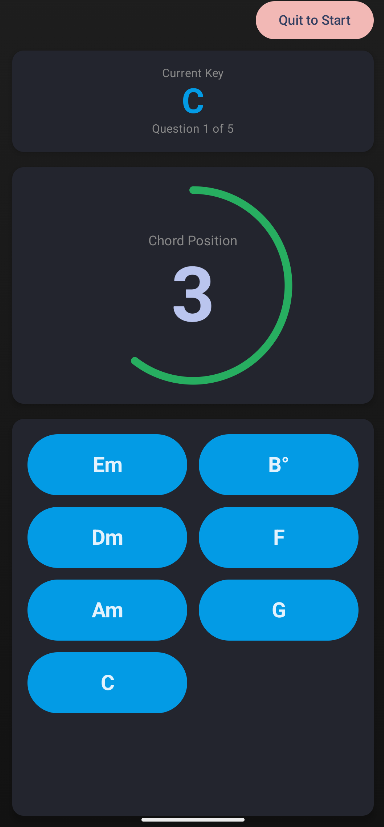 Quit to Start
Current Key
C
Question 1 of 5
Chord Position
3
Em
B°
Dm
F
Am
G
C